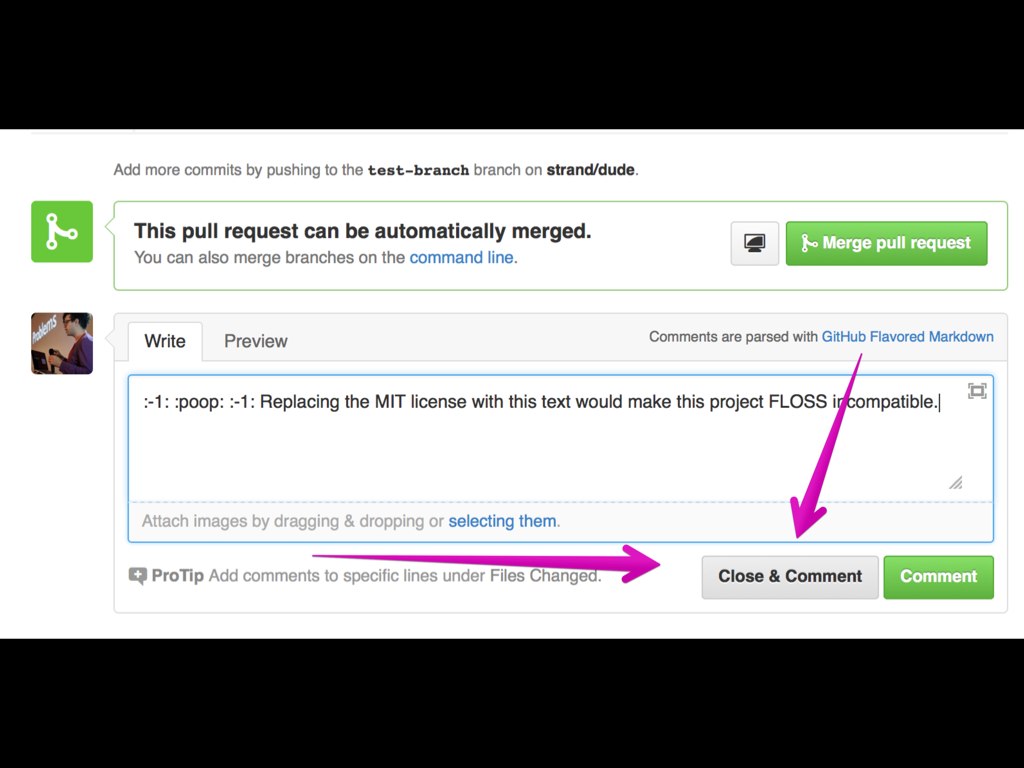 Add more commits by pushing to the test-branch branch on strand/dude.
This pull request can be automatically merged.
You can also merge branches on the command line.
Merge pull request
Problems
Write
Preview
Comments are parsed with GitHub Flavored Markdown
:-1: :poop: :-1: Replacing the MIT license with this text would make this project FLOSS incompatible.
Attach images by dragging & dropping or selecting them.
ProTip Add comments to specific lines under Files Changed.
Close & Comment
Comment